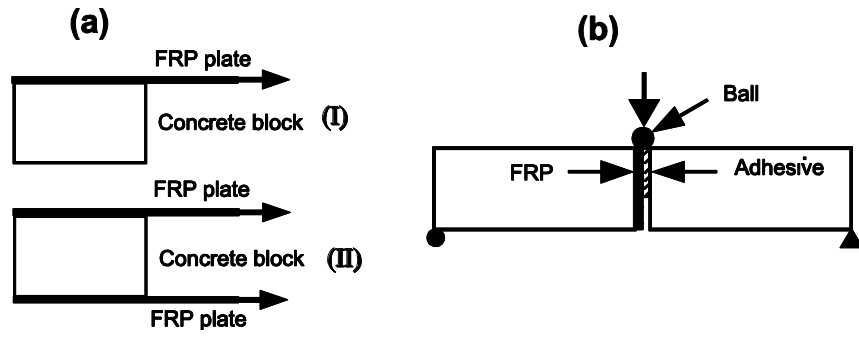 (a)
FRP plate
Concrete block (I)
FRP plate
Concrete block (II)
FRP plate
(b)
Ball
FRP
Adhesive